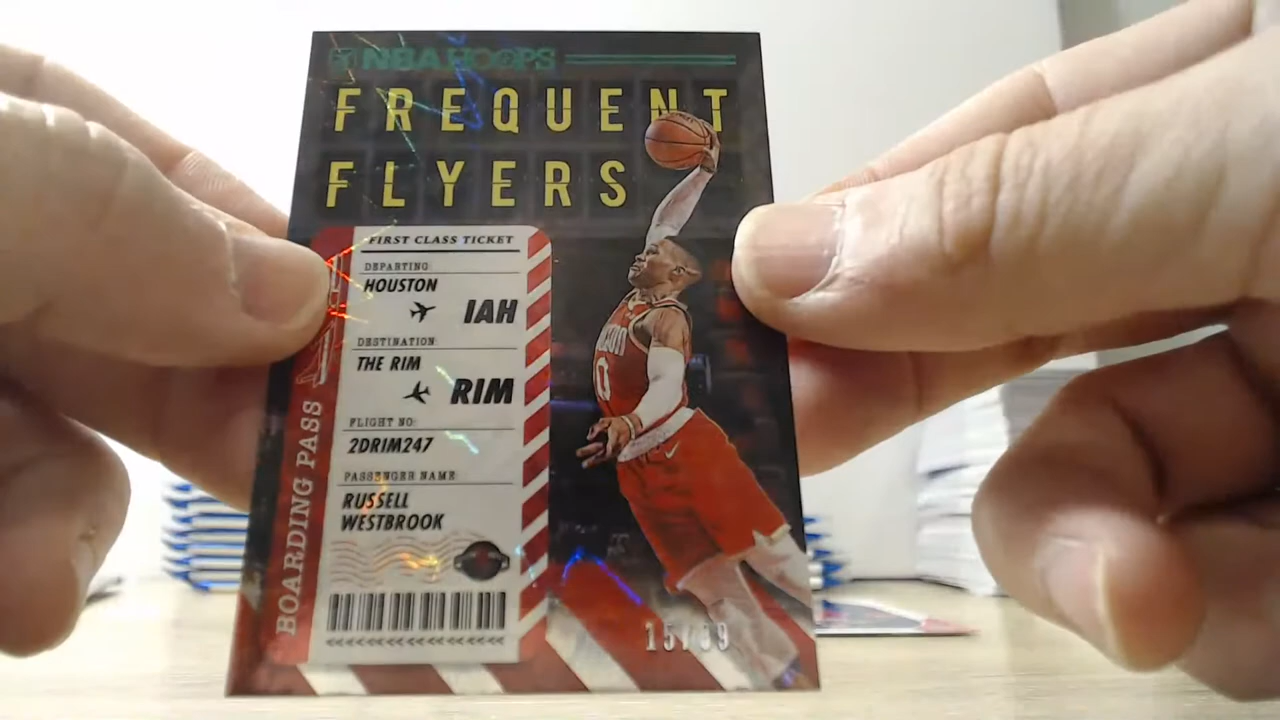 NBA HOOPS
FREQUENT
FLYERS
FIRST CLASS TICKET
DEPARTING:
HOUSTON
IAH
DESTINATION:
THE RIM
RIM
FLIGHT NO:
2DRIM247
PASSENGER NAME:
RUSSELL
WESTBROOK
BOARDING PASS
0